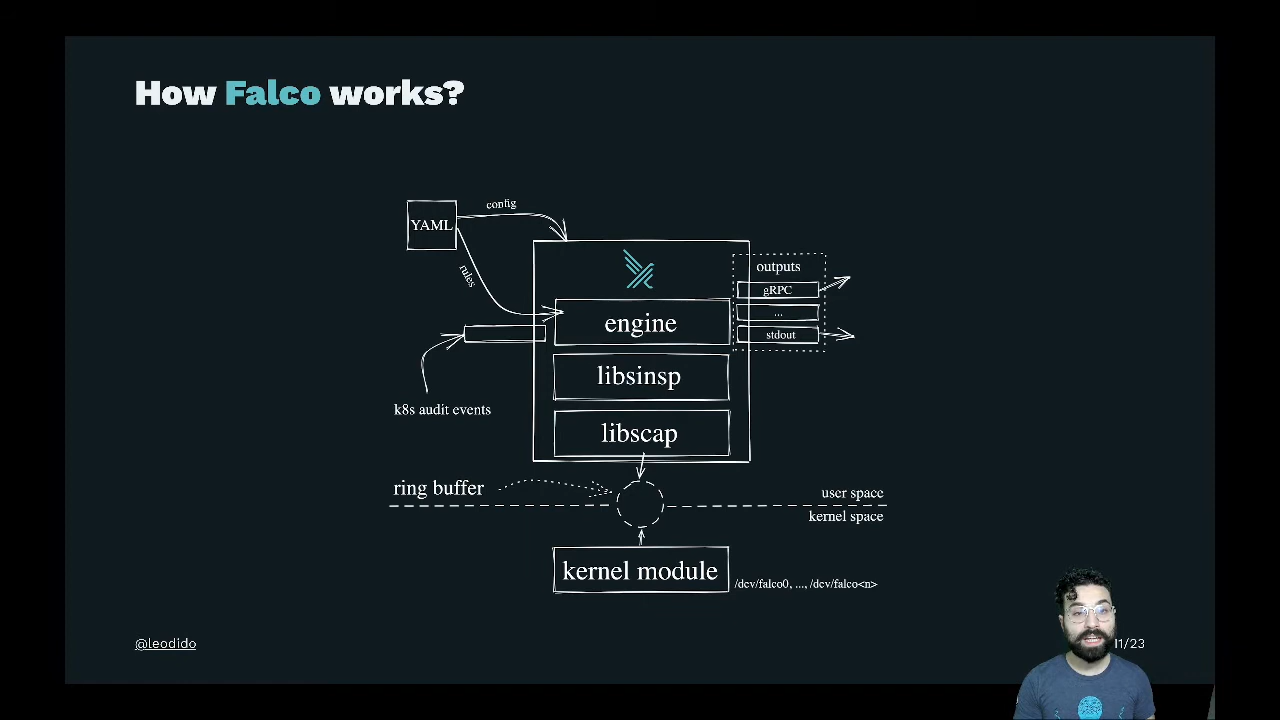 How Falco works?
YAML
config
rules
outputs
gRPC
...
stdout
engine
libsinsp
libscap
k8s audit events
ring buffer
user space
kernel space
kernel module
/dev/falco0, ..., /dev/falco<n>
@leodido
11/23